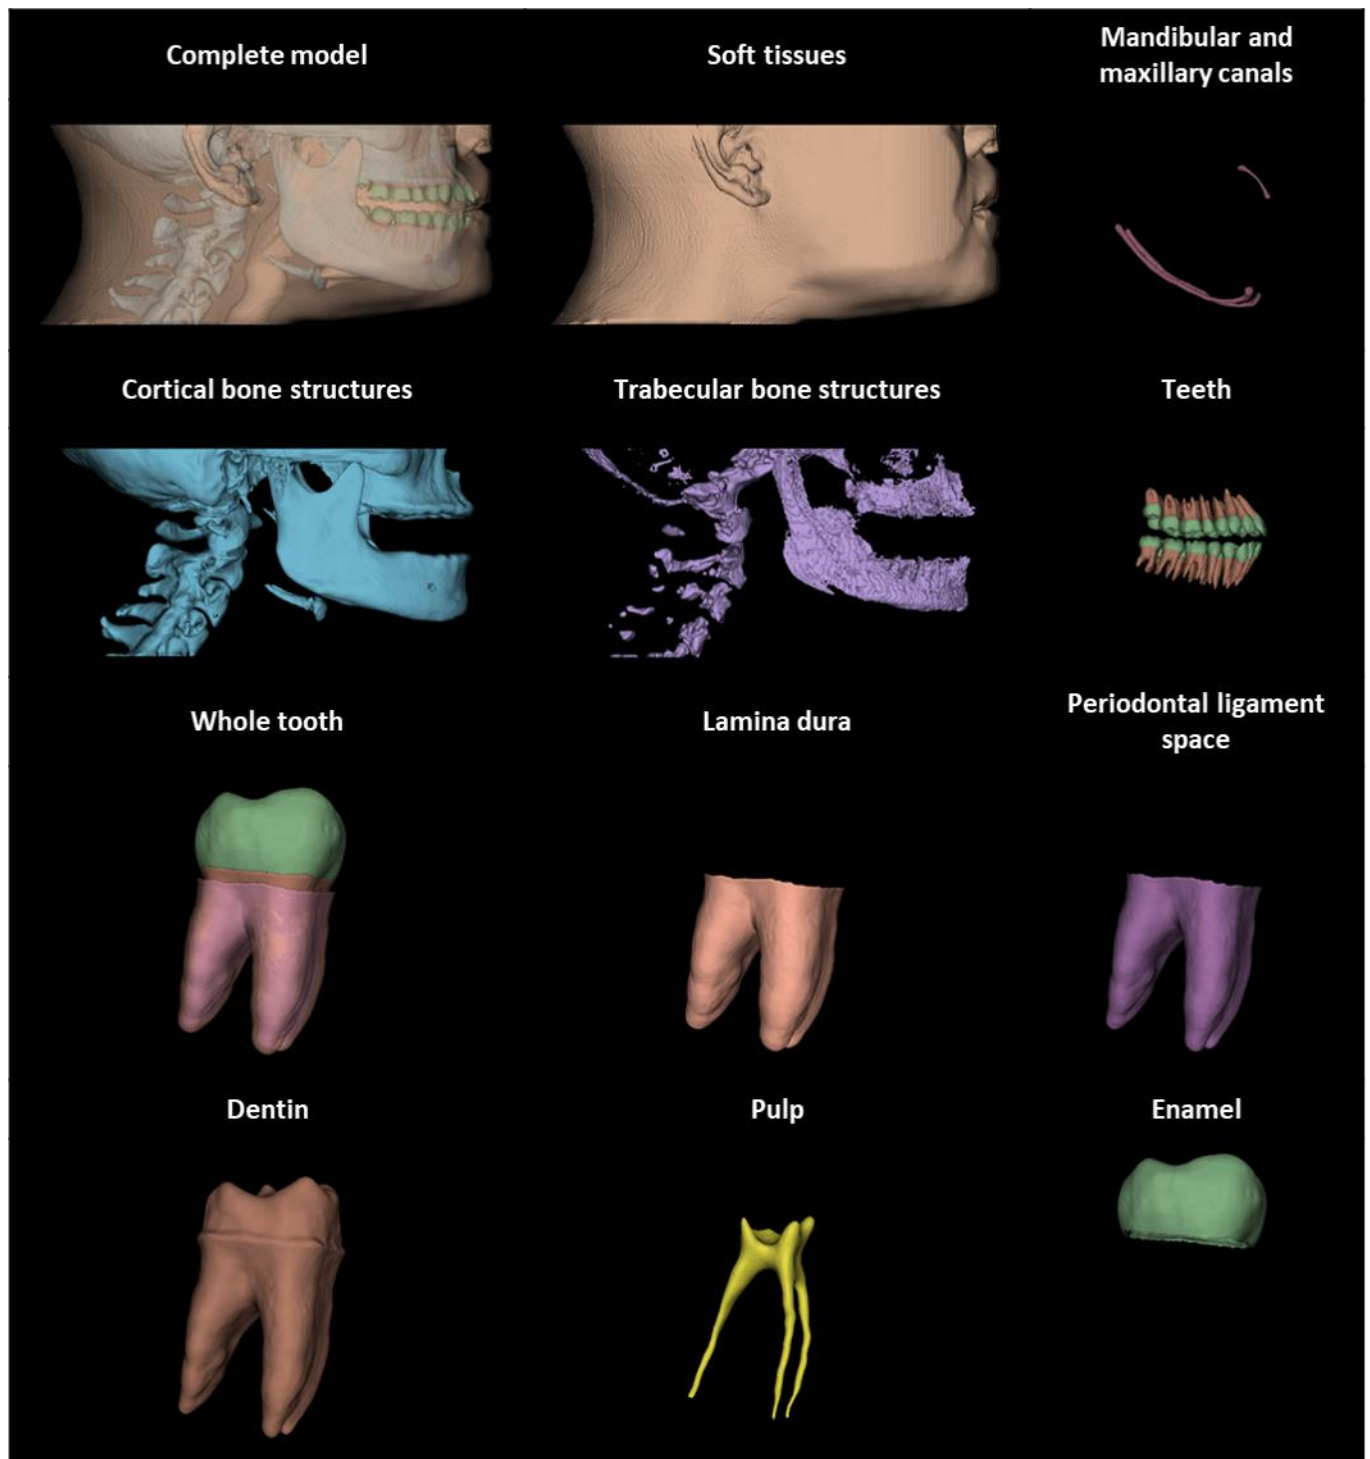 Complete model
Soft tissues
Mandibular and
maxillary canals
Cortical bone structures
Trabecular bone structures
Teeth
Whole tooth
Lamina dura
Periodontal ligament
space
Dentin
Pulp
Enamel